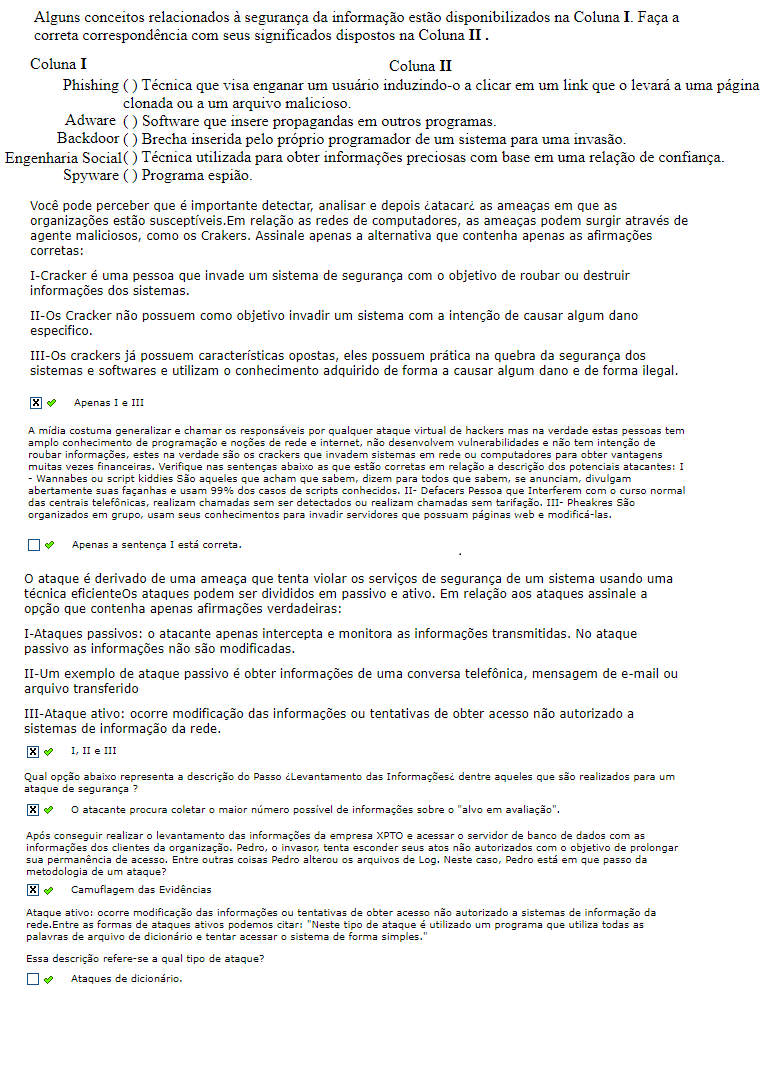 Alguns conceitos relacionados à segurança da informação estão disponibilizados na Coluna I. Faça a
correta correspondência com seus significados dispostos na Coluna II .
Coluna I
Coluna II
Phishing ( ) Técnica que visa enganar um usuário induzindo-o a clicar em um link que o levará a uma página
clonada ou a um arquivo malicioso.
Adware ( ) Software que insere propagandas em outros programas.
Backdoor ( ) Brecha inserida pelo próprio programador de um sistema para uma invasão.
Engenharia Social( ) Técnica utilizada para obter informações preciosas com base em uma relação de confiança.
Spyware ( ) Programa espião.
Você pode perceber que é importante detectar, analisar e depois ¿atacar¿ as ameaças em que as
organizações estão susceptíveis.Em relação as redes de computadores, as ameaças podem surgir através de
agente maliciosos, como os Crakers. Assinale apenas a alternativa que contenha apenas as afirmações
corretas:
I-Cracker é uma pessoa que invade um sistema de segurança com o objetivo de roubar ou destruir
informações dos sistemas.
II-Os Cracker não possuem como objetivo invadir um sistema com a intenção de causar algum dano
especifico.
III-Os crackers já possuem características opostas, eles possuem prática na quebra da segurança dos
sistemas e softwares e utilizam o conhecimento adquirido de forma a causar algum dano e de forma ilegal.
Apenas I e III
A mídia costuma generalizar e chamar os responsáveis por qualquer ataque virtual de hackers mas na verdade estas pessoas tem
amplo conhecimento de programação e noções de rede e internet, não desenvolvem vulnerabilidades e não tem intenção de
roubar informações, estes na verdade são os crackers que invadem sistemas em rede ou computadores para obter vantagens
muitas vezes financeiras. Verifique nas sentenças abaixo as que estão corretas em relação a descrição dos potenciais atacantes: I
- Wannabes ou script kiddies São aqueles que acham que sabem, dizem para todos que sabem, se anunciam, divulgam
abertamente suas façanhas e usam 99% dos casos de scripts conhecidos. II- Defacers Pessoa que Interferem com o curso normal
das centrais telefônicas, realizam chamadas sem ser detectados ou realizam chamadas sem tarifação. III- Pheakres São
organizados em grupo, usam seus conhecimentos para invadir servidores que possuam páginas web e modificá-las.
Apenas a sentença I está correta.
.
O ataque é derivado de uma ameaça que tenta violar os serviços de segurança de um sistema usando uma
técnica eficienteOs ataques podem ser divididos em passivo e ativo. Em relação aos ataques assinale a
opção que contenha apenas afirmações verdadeiras:
I-Ataques passivos: o atacante apenas intercepta e monitora as informações transmitidas. No ataque
passivo as informações não são modificadas.
II-Um exemplo de ataque passivo é obter informações de uma conversa telefônica, mensagem de e-mail ou
arquivo transferido
III-Ataque ativo: ocorre modificação das informações ou tentativas de obter acesso não autorizado a
sistemas de informação da rede.
I, II e III
Qual opção abaixo representa a descrição do Passo ¿Levantamento das Informações¿ dentre aqueles que são realizados para um
ataque de segurança ?
O atacante procura coletar o maior número possível de informações sobre o "alvo em avaliação".
Após conseguir realizar o levantamento das informações da empresa XPTO e acessar o servidor de banco de dados com as
informações dos clientes da organização. Pedro, o invasor, tenta esconder seus atos não autorizados com o objetivo de prolongar
sua permanência de acesso. Entre outras coisas Pedro alterou os arquivos de Log. Neste caso, Pedro está em que passo da
metodologia de um ataque?
Camuflagem das Evidências
Ataque ativo: ocorre modificação das informações ou tentativas de obter acesso não autorizado a sistemas de informação da
rede.Entre as formas de ataques ativos podemos citar: "Neste tipo de ataque é utilizado um programa que utiliza todas as
palavras de arquivo de dicionário e tentar acessar o sistema de forma simples."
Essa descrição refere-se a qual tipo de ataque?
Ataques de dicionário.